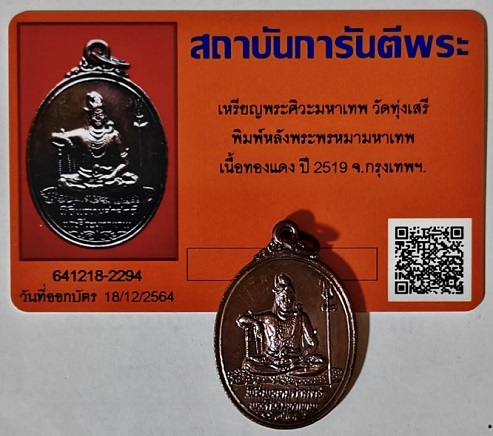 สถาบันการันตีพระ
เหรียญพระศิวะมหาเทพ วัดทุ่งเสรี
พิมพ์หลังพระพรหมามหาเทพ
เนื้อทองแดง ปี 2519 จ.กรุงเทพฯ.
641218-2294
วันที่ออกบัตร 18/12/2564